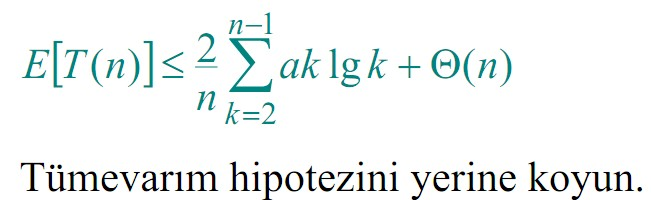 E[T(n)] ≤ 2/n ∑_{k=2}^{n−1} ak lg k + Θ(n)
Tümevarım hipotezini yerine koyun.